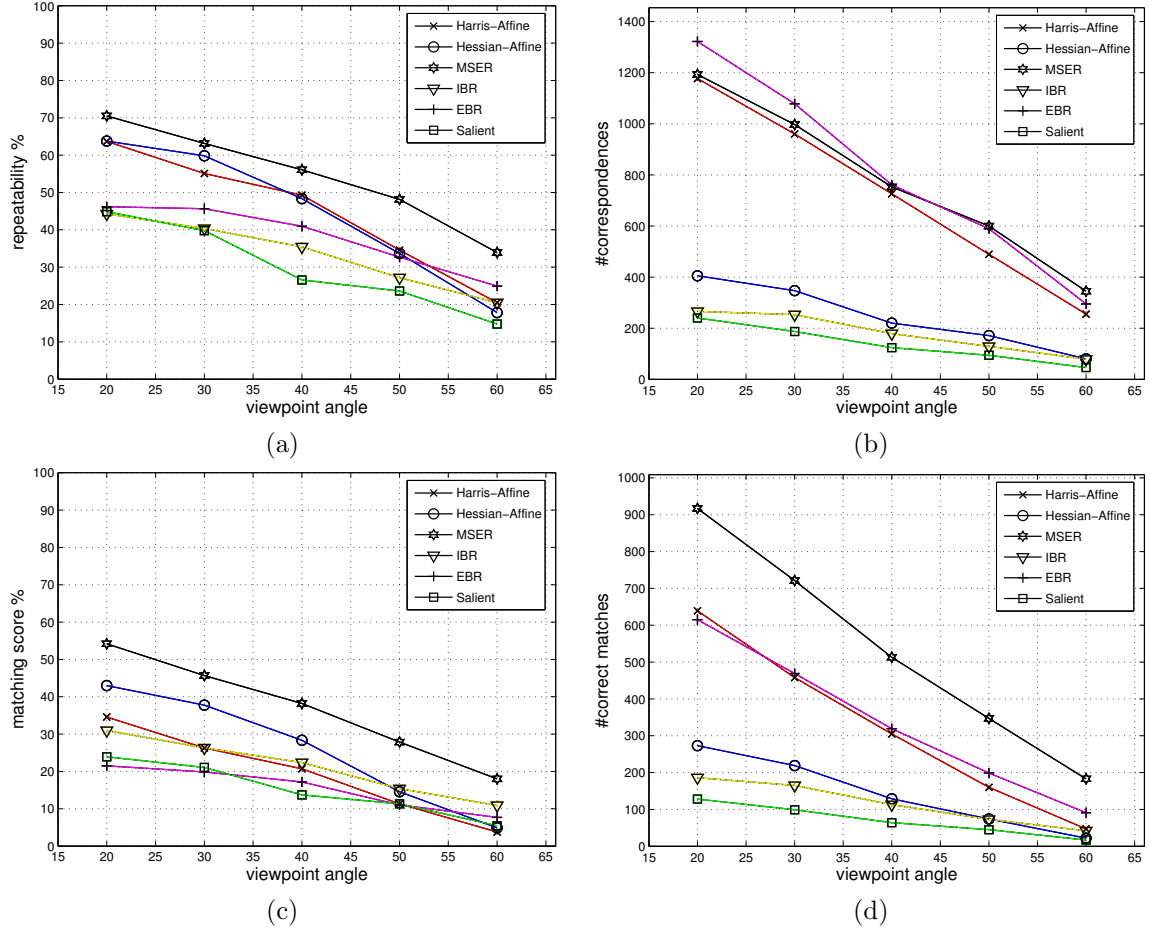 100
90
80
70
60
50
40
30
20
10
0
repeatability %
15 20 25 30 35 40 45 50 55 60 65
viewpoint angle
Harris−Affine
Hessian−Affine
MSER
IBR
EBR
Salient
(a)
1400
1200
1000
800
600
400
200
0
#correspondences
15 20 25 30 35 40 45 50 55 60 65
viewpoint angle
Harris−Affine
Hessian−Affine
MSER
IBR
EBR
Salient
(b)
100
90
80
70
60
50
40
30
20
10
0
matching score %
15 20 25 30 35 40 45 50 55 60 65
viewpoint angle
Harris−Affine
Hessian−Affine
MSER
IBR
EBR
Salient
(c)
1000
900
800
700
600
500
400
300
200
100
0
#correct matches
15 20 25 30 35 40 45 50 55 60 65
viewpoint angle
Harris−Affine
Hessian−Affine
MSER
IBR
EBR
Salient
(d)